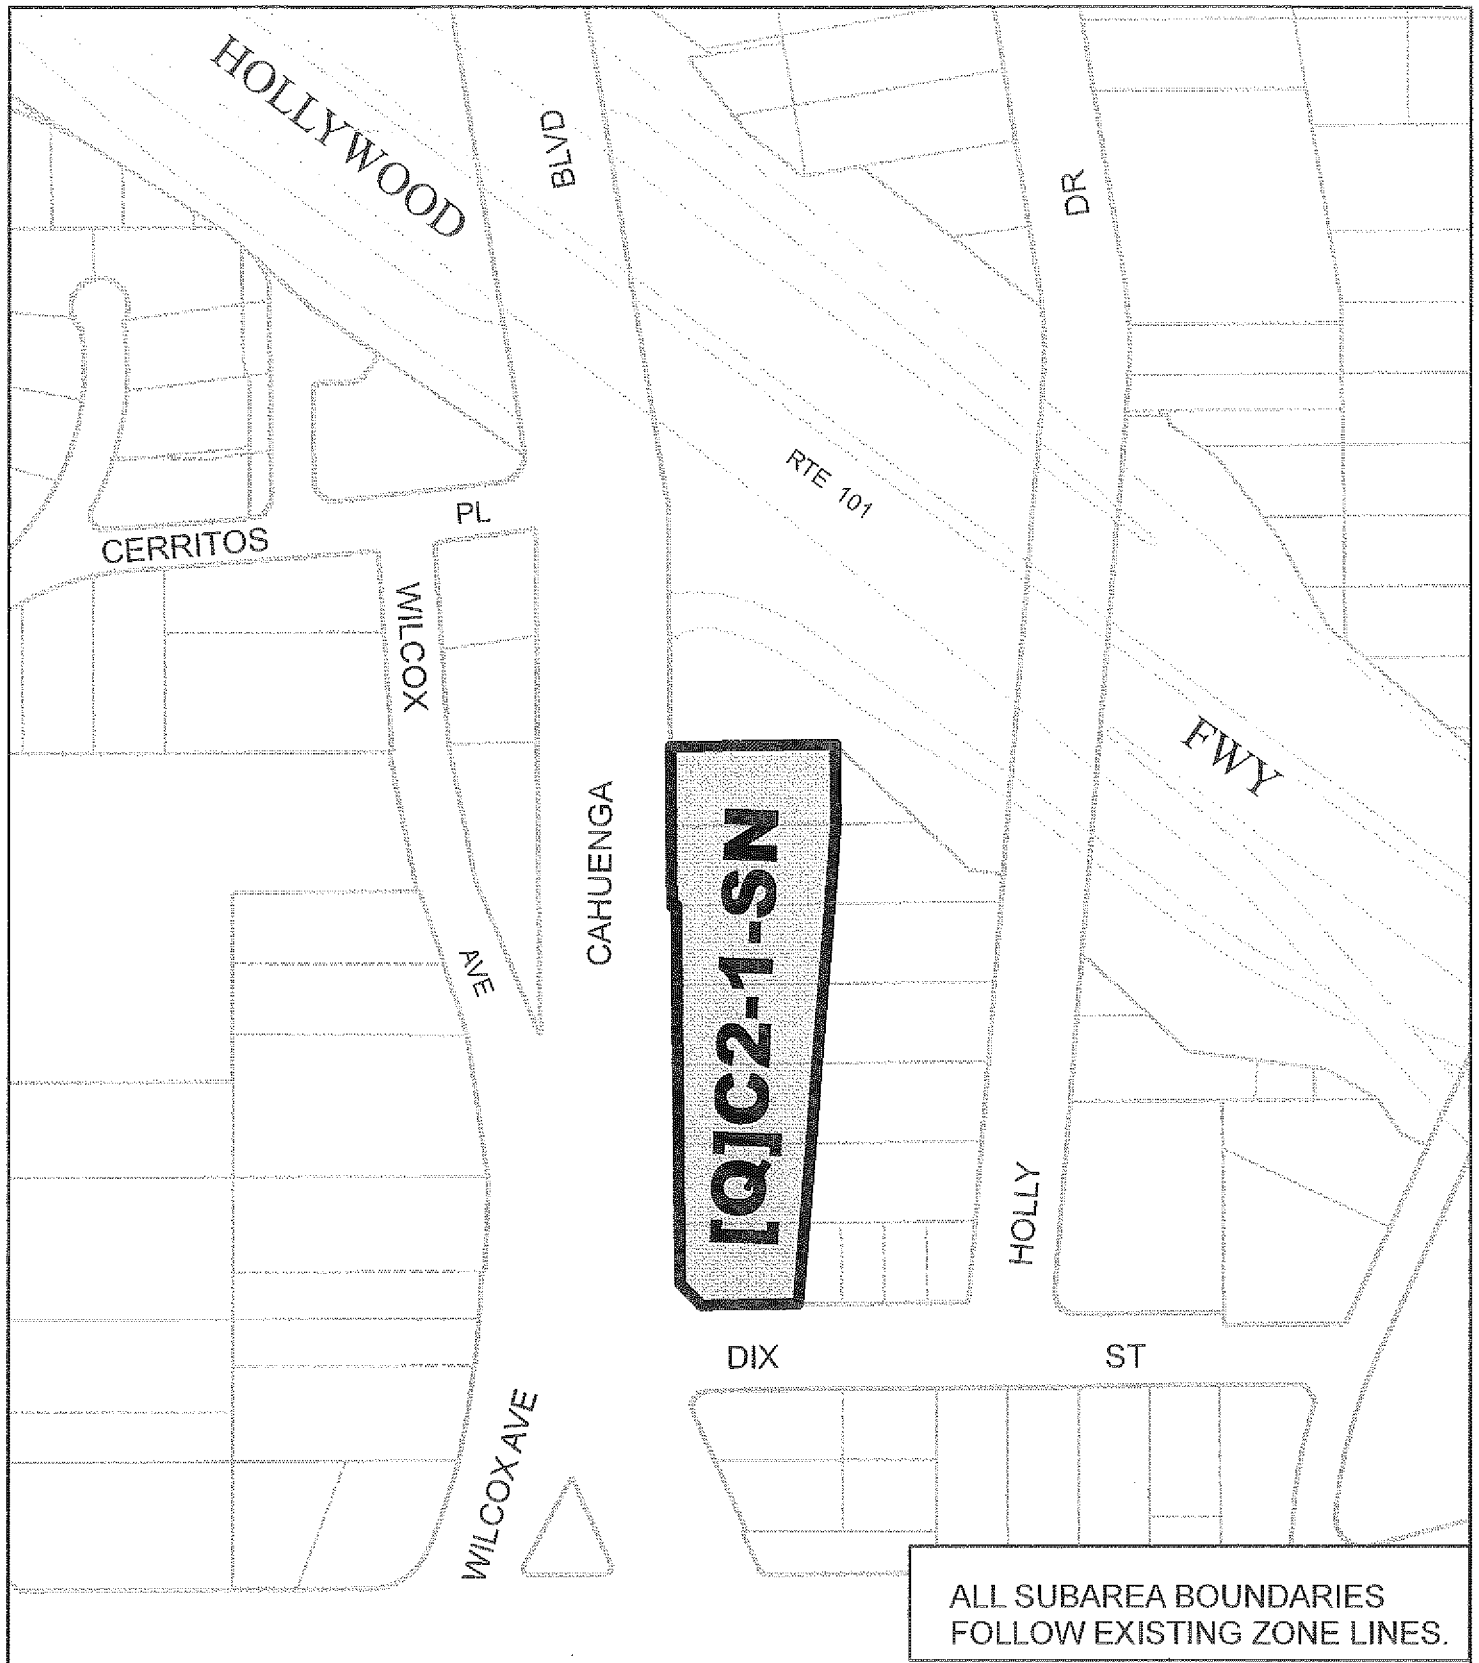 HOLLYWOOD
BLVD
DR
RTE 101
PL
CERRITOS
WILCOX
FWY
CAHUENGA
[Q]C2-1-SN
AVE
HOLLY
DIX
ST
WILCOX AVE
ALL SUBAREA BOUNDARIES
FOLLOW EXISTING ZONE LINES.